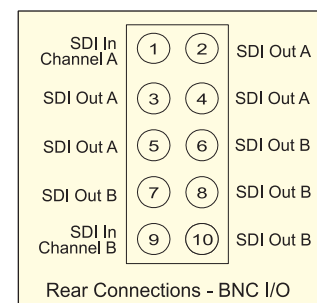 SDI In
Channel A
1
2
SDI Out A
SDI Out A
3
4
SDI Out A
SDI Out A
5
6
SDI Out B
SDI Out B
7
8
SDI Out B
SDI In
Channel B
9
10
SDI Out B
Rear Connections - BNC I/O